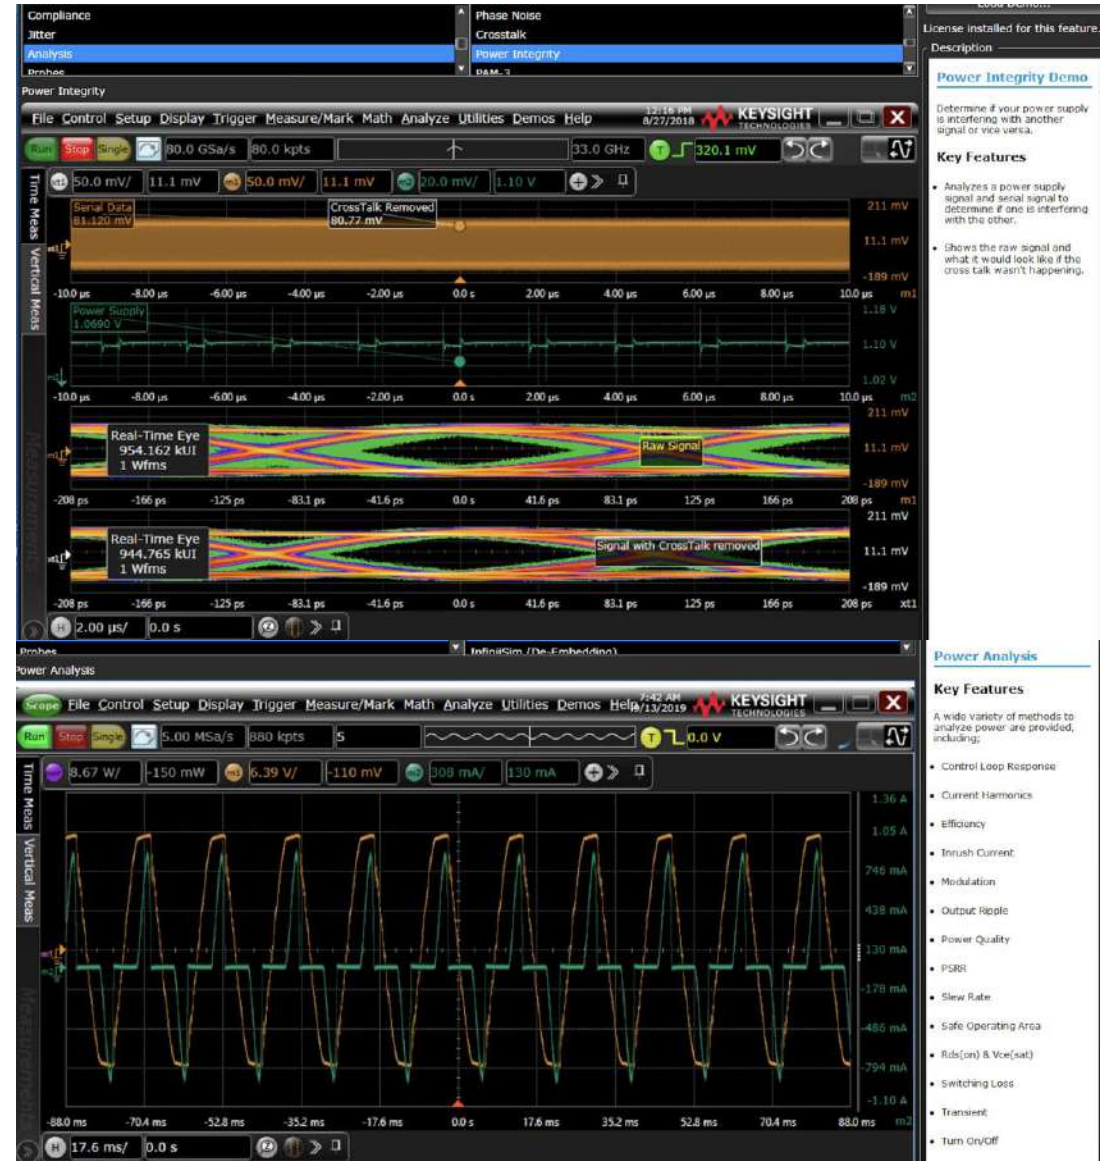 Compliance
Jitter
Analysis
Probes
Phase Noise
Crosstalk
Power Integrity
PAM-3
Load Demo...
License installed for this feature.
Description
Power Integrity Demo
Determine if your power supply
is interfering with another
signal or vice versa.
Key Features
• Analyzes a power supply
signal and serial signal to
determine if one is interfering
with the other.
• Shows the raw signal and
what it would look like if the
cross talk wasn't happening.
Power Integrity
File Control Setup Display Trigger Measure/Mark Math Analyze Utilities Demos Help
12:16 PM
8/27/2018
KEYSIGHT
TECHNOLOGIES
Run Stop Single 80.0 GSa/s 80.0 kpts 33.0 GHz T 320.1 mV
xt1 50.0 mV/ 11.1 mV m1 50.0 mV/ 11.1 mV m2 20.0 mV/ 1.10 V
Time Meas
Vertical Meas
Measurements
Serial Data
81.120 mV
CrossTalk Removed
80.77 mV
211 mV
11.1 mV
-189 mV
-10.0 µs -8.00 µs -6.00 µs -4.00 µs -2.00 µs 0.0 s 2.00 µs 4.00 µs 6.00 µs 8.00 µs 10.0 µs m1
Power Supply
1.0690 V
1.18 V
1.10 V
1.02 V
-10.0 µs -8.00 µs -6.00 µs -4.00 µs -2.00 µs 0.0 s 2.00 µs 4.00 µs 6.00 µs 8.00 µs 10.0 µs m2
211 mV
Real-Time Eye
954.162 kUI
1 Wfms
Raw Signal
11.1 mV
-189 mV
-208 ps -166 ps -125 ps -83.1 ps -41.6 ps 0.0 s 41.6 ps 83.1 ps 125 ps 166 ps 208 ps m1
211 mV
Real-Time Eye
944.765 kUI
1 Wfms
Signal with CrossTalk removed
11.1 mV
-189 mV
-208 ps -166 ps -125 ps -83.1 ps -41.6 ps 0.0 s 41.6 ps 83.1 ps 125 ps 166 ps 208 ps xt1
H 2.00 µs/ 0.0 s
Probes
InfiniiSim (De-Embedding)
Power Analysis
Scope File Control Setup Display Trigger Measure/Mark Math Analyze Utilities Demos Help
7:42 AM
/13/2019
KEYSIGHT
TECHNOLOGIES
Run Stop Single 5.00 MSa/s 880 kpts 5 T 0.0 V
8.67 W/ -150 mW m1 6.39 V/ -110 mV m2 308 mA/ 130 mA
Time Meas
Vertical Meas
Measurements
1.36 A
1.05 A
746 mA
438 mA
130 mA
-178 mA
-486 mA
-794 mA
-1.10 A
-88.0 ms -70.4 ms -52.8 ms -35.2 ms -17.6 ms 0.0 s 17.6 ms 35.2 ms 52.8 ms 70.4 ms 88.0 ms m2
H 17.6 ms/ 0.0 s
Power Analysis
Key Features
A wide variety of methods to
analyze power are provided,
including;
• Control Loop Response
• Current Harmonics
• Efficiency
• Inrush Current
• Modulation
• Output Ripple
• Power Quality
• PSRR
• Slew Rate
• Safe Operating Area
• Rds(on) & Vce(sat)
• Switching Loss
• Transient
• Turn On/Off